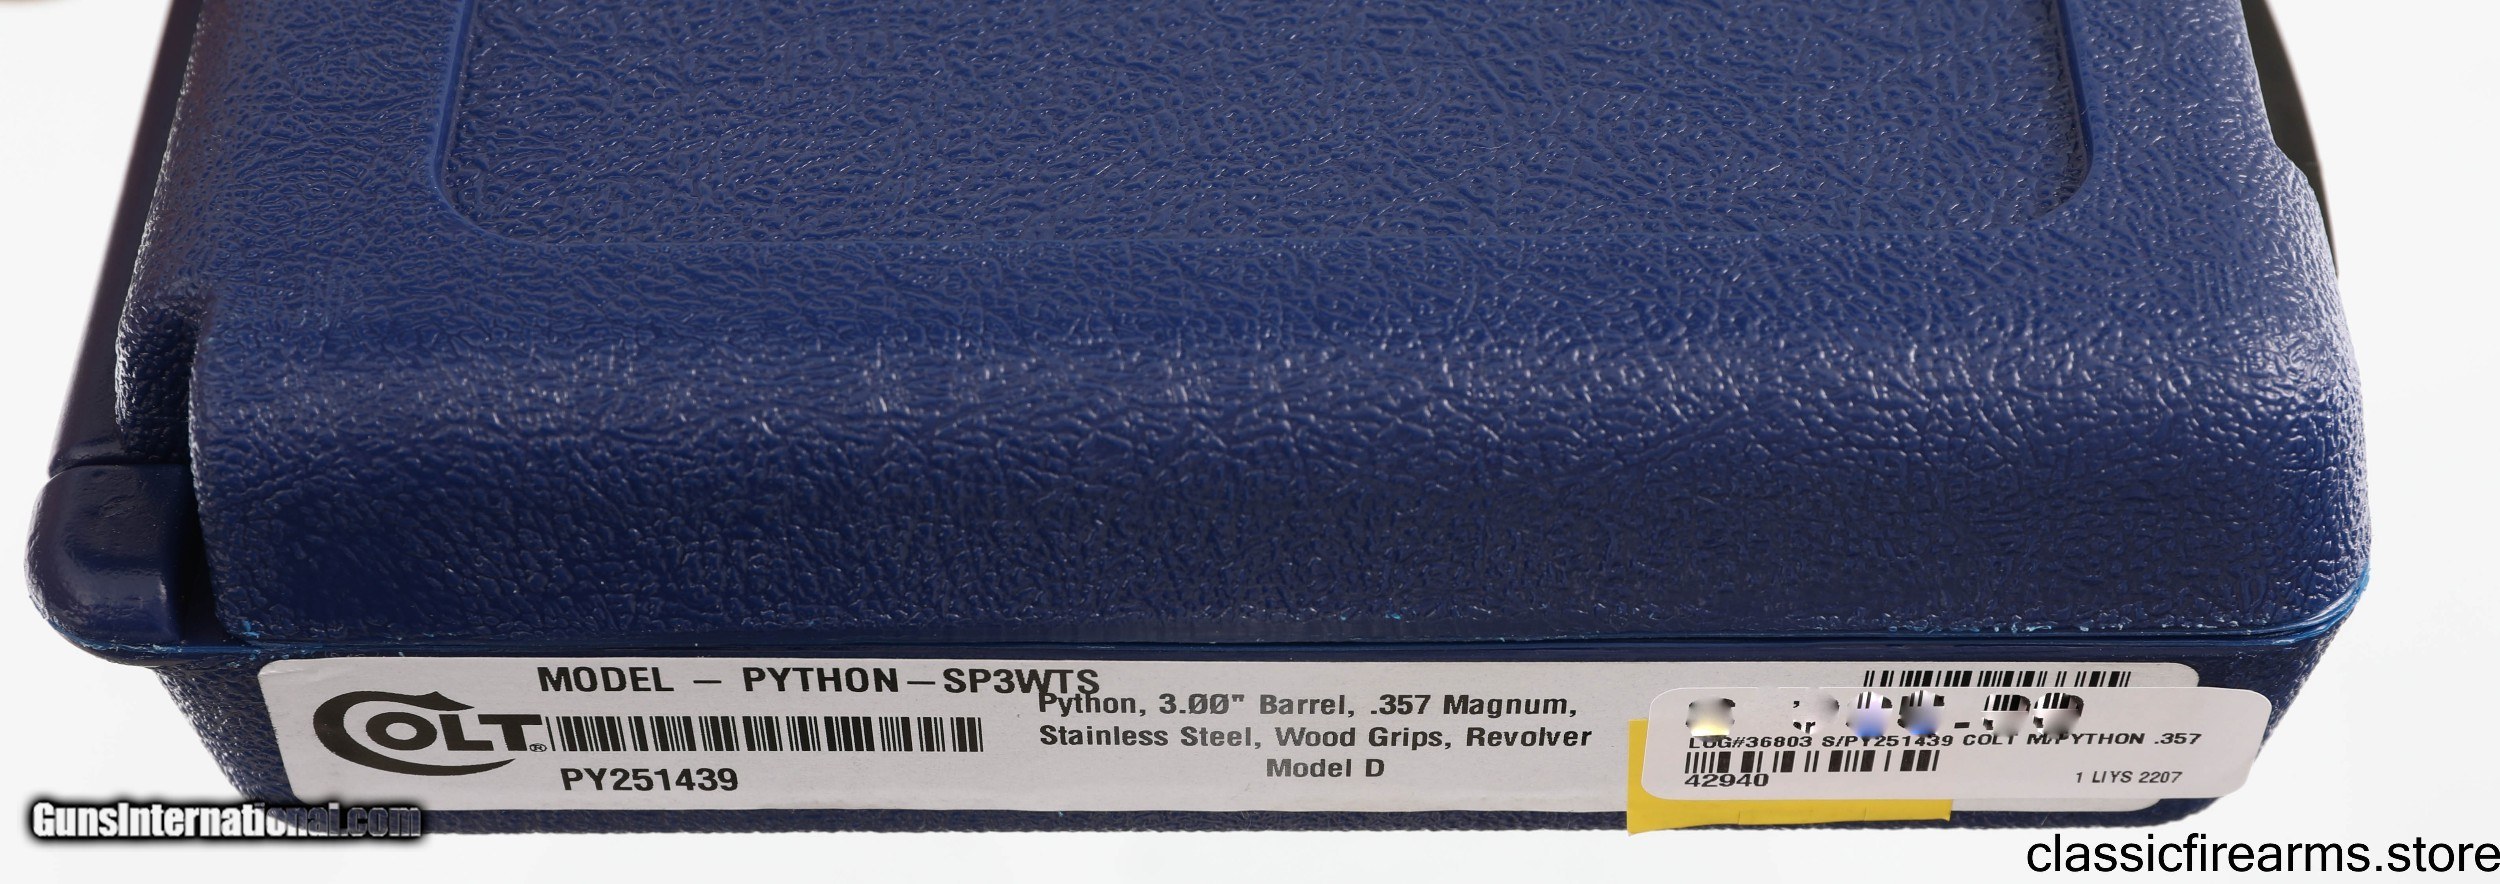 MODEL – PYTHON–SP3WTS
COLT®
PY251439
Python, 3.00" Barrel, .357 Magnum,
Stainless Steel, Wood Grips, Revolver
Model D
LOG#36803 S/PY251439 COLT M/PYTHON .357
42940
1 LIYS 2207
GunsInternational.com
classicfirearms.store